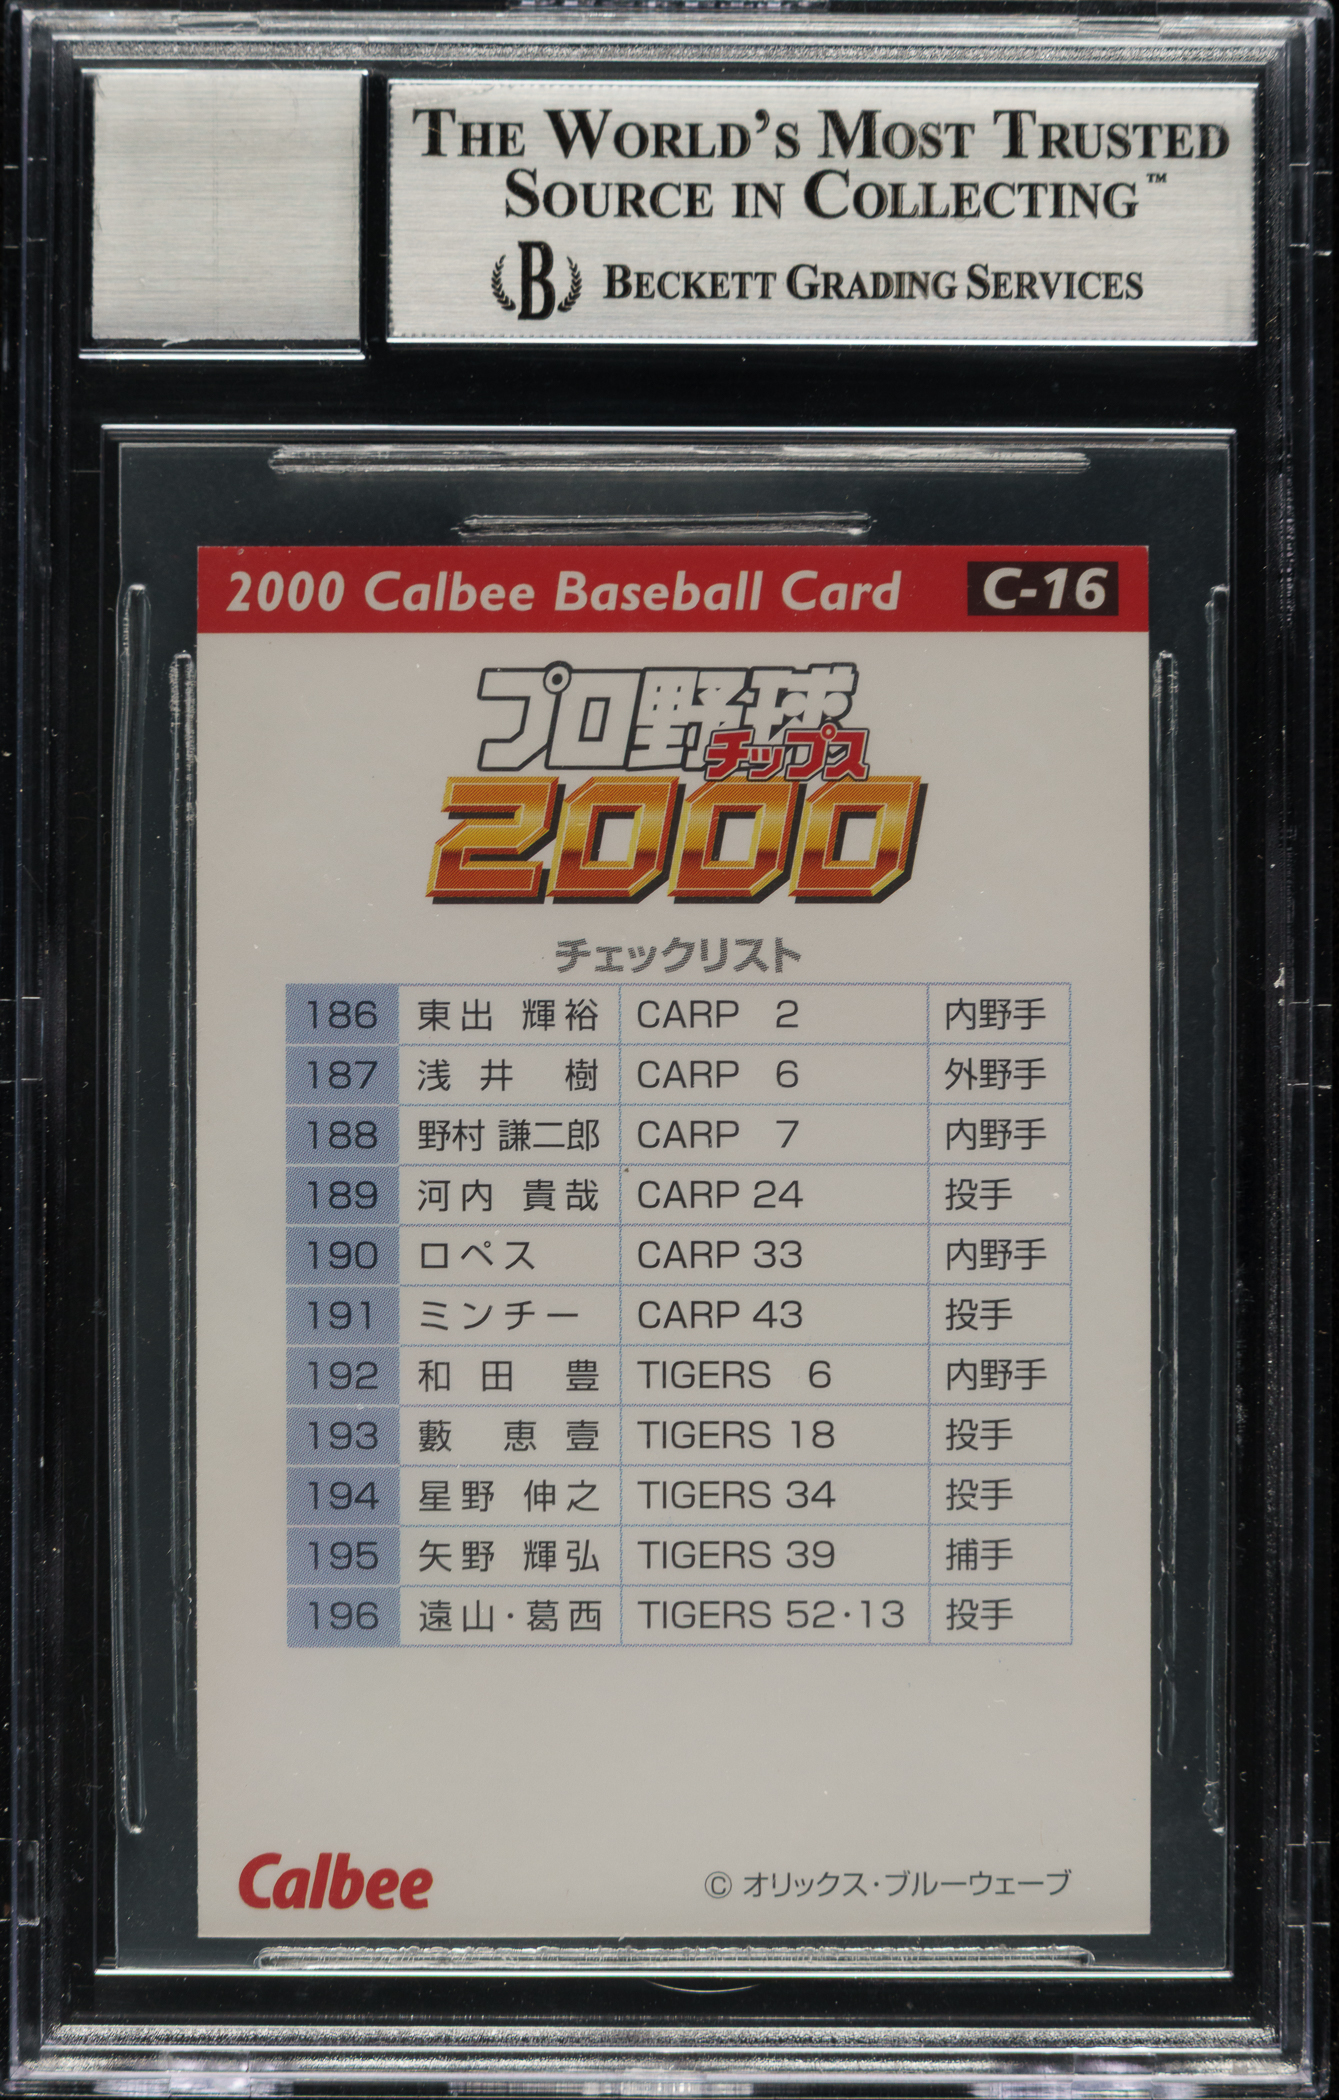 THE WORLD'S MOST TRUSTED
SOURCE IN COLLECTING™
B BECKETT GRADING SERVICES
2000 Calbee Baseball Card C-16
プロ野球
チップス
2000
チェックリスト
186 東出 輝裕 CARP 2 内野手
187 浅井 樹 CARP 6 外野手
188 野村 謙二郎 CARP 7 内野手
189 河内 貴哉 CARP 24 投手
190 ロペス CARP 33 内野手
191 ミンチー CARP 43 投手
192 和田 豊 TIGERS 6 内野手
193 藪 恵壹 TIGERS 18 投手
194 星野 伸之 TIGERS 34 投手
195 矢野 輝弘 TIGERS 39 捕手
196 遠山・葛西 TIGERS 52・13 投手
Calbee © オリックス・ブルーウェーブ